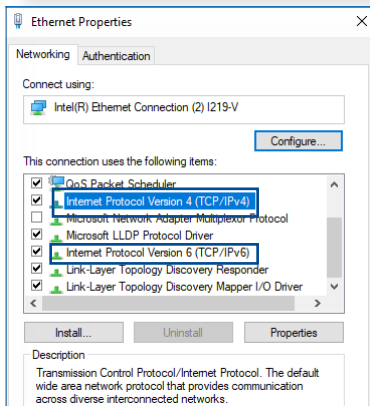 Ethernet Properties
Networking Authentication
Connect using:
Intel(R) Ethernet Connection (2) I219-V
Configure...
This connection uses the following items:
QoS Packet Scheduler
Internet Protocol Version 4 (TCP/IPv4)
Microsoft Network Adapter Multiplexor Protocol
Microsoft LLDP Protocol Driver
Internet Protocol Version 6 (TCP/IPv6)
Link-Layer Topology Discovery Responder
Link-Layer Topology Discovery Mapper I/O Driver
Install... Uninstall Properties
Description
Transmission Control Protocol/Internet Protocol. The default
wide area network protocol that provides communication
across diverse interconnected networks.